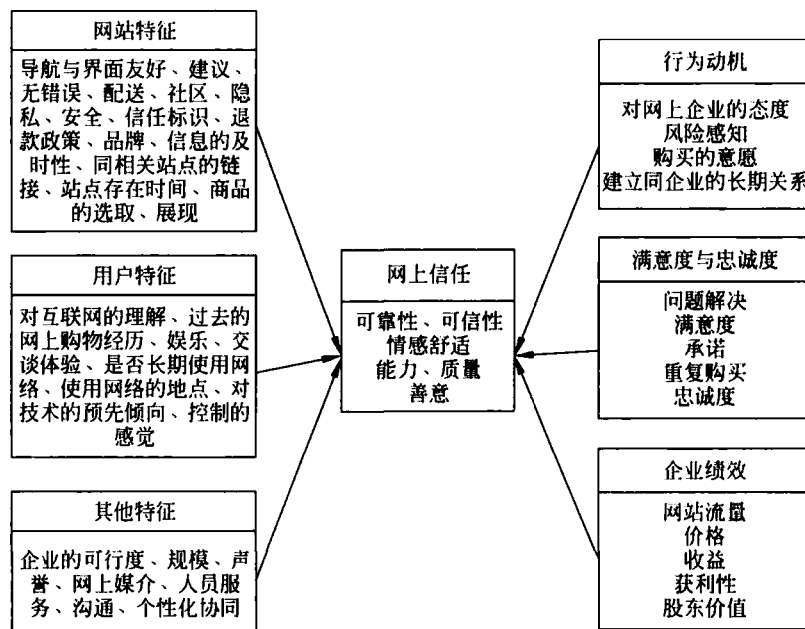 网站特征
导航与界面友好、建议、
无错误、配送、社区、隐
私、安全、信任标识、退
款政策、品牌、信息的及
时性、同相关站点的链
接、站点存在时间、商品
的选取、展现
用户特征
对互联网的理解、过去的
网上购物经历、娱乐、交
谈体验、是否长期使用网
络、使用网络的地点、对
技术的预先倾向、控制的
感觉
其他特征
企业的可行度、规模、声
誉、网上媒介、人员服
务、沟通、个性化协同
网上信任
可靠性、可信性
情感舒适
能力、质量
善意
行为动机
对网上企业的态度
风险感知
购买的意愿
建立同企业的长期关系
满意度与忠诚度
问题解决
满意度
承诺
重复购买
忠诚度
企业绩效
网站流量
价格
收益
获利性
股东价值